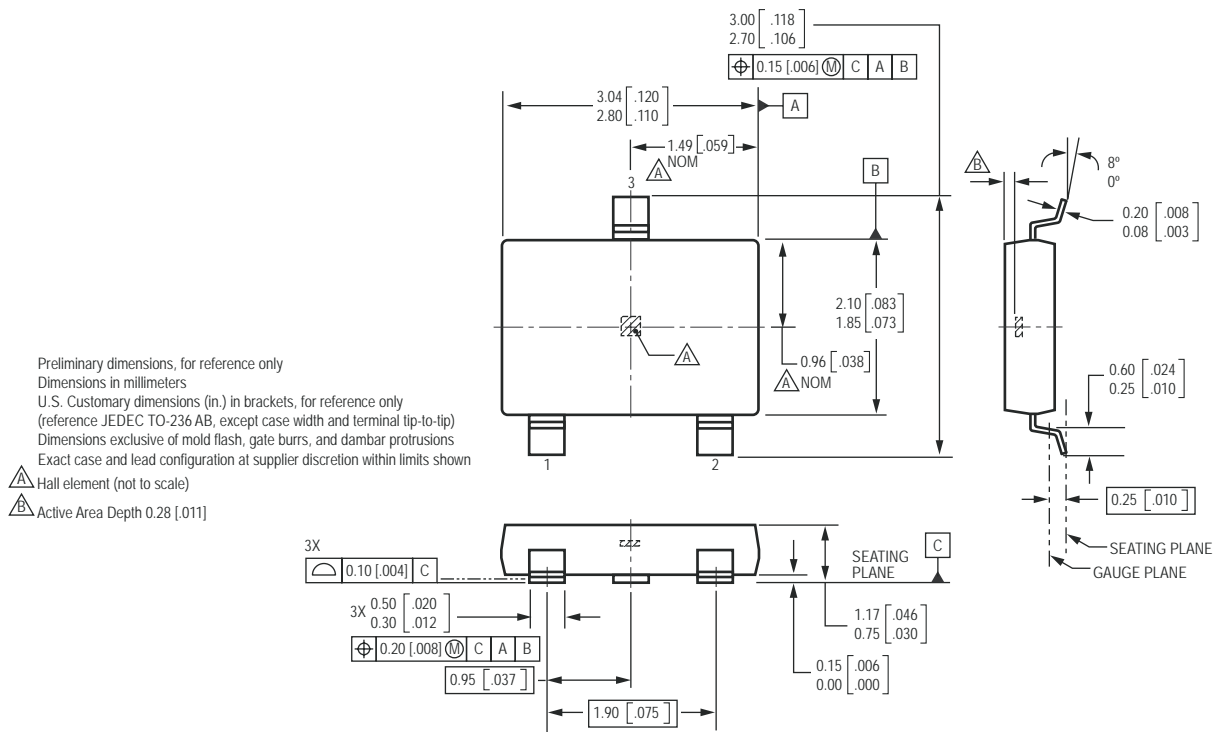 3.00 [ .118 ]
2.70 [ .106 ]
⌖ 0.15 [.006] Ⓜ C A B
3.04 [ .120 ]
2.80 [ .110 ]
A
1.49 [ .059 ]
NOM
A
3
B
B
8º
0º
0.20 [ .008 ]
0.08 [ .003 ]
2.10 [ .083 ]
1.85 [ .073 ]
A
0.96 [ .038 ]
A NOM
0.60 [ .024 ]
0.25 [ .010 ]
1
2
0.25 [ .010 ]
SEATING PLANE
GAUGE PLANE
Preliminary dimensions, for reference only
Dimensions in millimeters
U.S. Customary dimensions (in.) in brackets, for reference only
(reference JEDEC TO-236 AB, except case width and terminal tip-to-tip)
Dimensions exclusive of mold flash, gate burrs, and dambar protrusions
Exact case and lead configuration at supplier discretion within limits shown
A Hall element (not to scale)
B Active Area Depth 0.28 [.011]
3X
⌓ 0.10 [.004] C
SEATING
PLANE
C
3X 0.50 [ .020 ]
0.30 [ .012 ]
⌖ 0.20 [.008] Ⓜ C A B
1.17 [ .046 ]
0.75 [ .030 ]
0.15 [ .006 ]
0.00 [ .000 ]
0.95 [ .037 ]
1.90 [ .075 ]